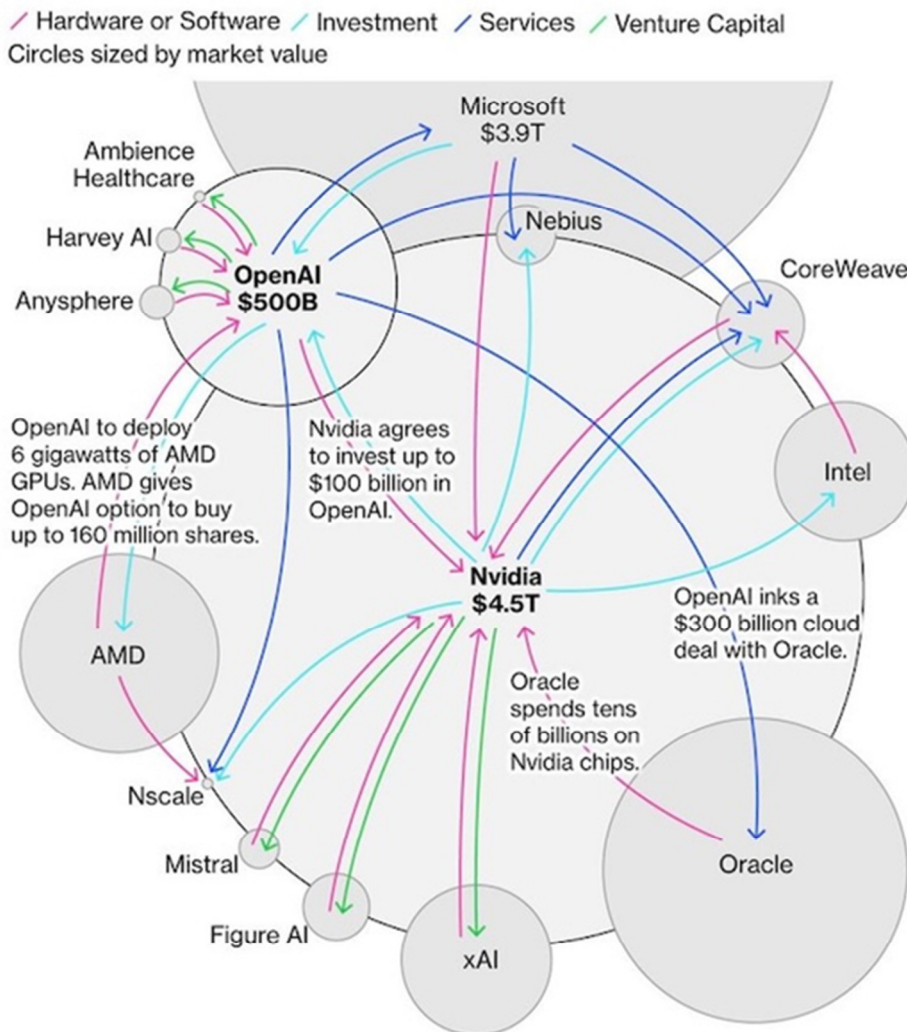 Hardware or Software Investment Services Venture Capital
Circles sized by market value
Microsoft
$3.9T
Ambience
Healthcare
Nebius
Harvey AI
OpenAI
$500B
CoreWeave
Anysphere
OpenAI to deploy
6 gigawatts of AMD
GPUs. AMD gives
OpenAI option to buy
up to 160 million shares.
Nvidia agrees
to invest up to
$100 billion in
OpenAI.
Intel
Nvidia
$4.5T
OpenAI inks a
$300 billion cloud
deal with Oracle.
AMD
Oracle
spends tens
of billions on
Nvidia chips.
Nscale
Mistral
Oracle
Figure AI
xAI